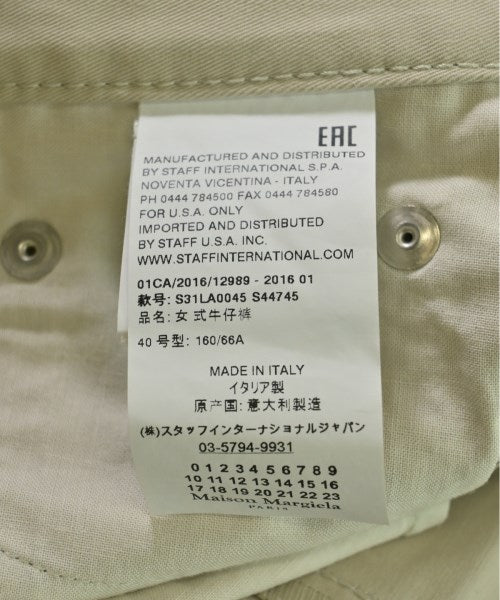 EAC
MANUFACTURED AND DISTRIBUTED
BY STAFF INTERNATIONAL S.P.A.
NOVENTA VICENTINA - ITALY
PH 0444 784500 FAX 0444 784580
FOR U.S.A. ONLY
IMPORTED AND DISTRIBUTED
BY STAFF U.S.A. INC.
WWW.STAFFINTERNATIONAL.COM
01CA/2016/12989 - 2016 01
款号: S31LA0045 S44745
品名: 女 式牛仔裤
40 号型: 160/66A
MADE IN ITALY
イタリア製
原产国: 意大利製造
(株)スタッフインターナショナルジャパン
03-5794-9931
0 1 2 3 4 5 6 7 8 9
10 11 12 13 14 15 16
17 18 19 20 21 22 23
Maison Margiela
PARIS